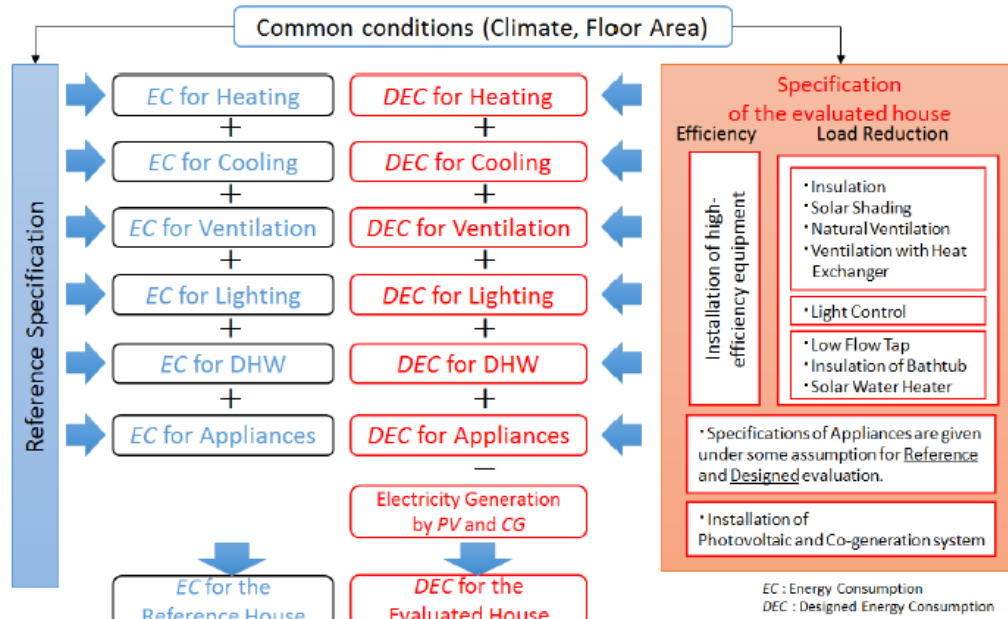 Common conditions (Climate, Floor Area)
Reference Specification
EC for Heating
+
EC for Cooling
+
EC for Ventilation
+
EC for Lighting
+
EC for DHW
+
EC for Appliances
EC for the
Reference House
DEC for Heating
+
DEC for Cooling
+
DEC for Ventilation
+
DEC for Lighting
+
DEC for DHW
+
DEC for Appliances
—
Electricity Generation
by PV and CG
DEC for the
Evaluated House
Specification
of the evaluated house
Efficiency
Installation of high-
efficiency equipment
Load Reduction
・Insulation
・Solar Shading
・Natural Ventilation
・Ventilation with Heat
Exchanger
・Light Control
・Low Flow Tap
・Insulation of Bathtub
・Solar Water Heater
・Specifications of Appliances are given
under some assumption for Reference
and Designed evaluation.
・Installation of
Photovoltaic and Co-generation system
EC : Energy Consumption
DEC : Designed Energy Consumption